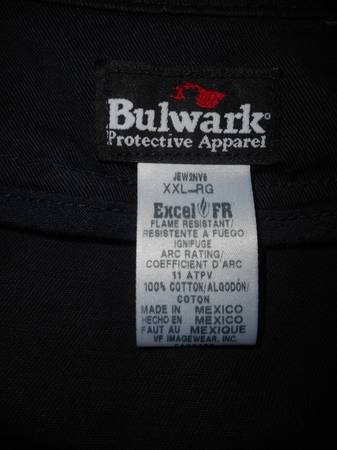 Bulwark
Protective Apparel
JEW2NV6
XXL-RG
Excel FR
FLAME RESISTANT/
RESISTENTE A FUEGO
IGNIFUGE
ARC RATING/
COEFFICIENT D'ARC
11 ATPV
100% COTTON/ALGODÓN/
COTON
MADE IN MEXICO
HECHO EN MEXICO
FAIT AU MEXIQUE
VF IMAGEWEAR, INC.